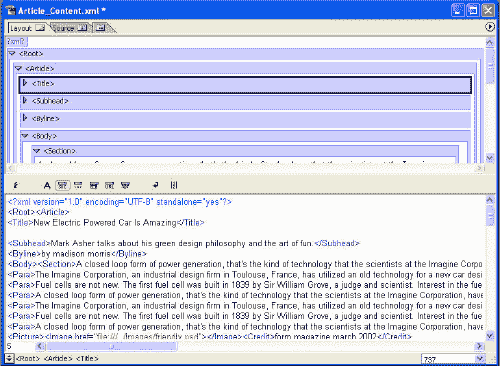 Article_Content.xml *
Layout Source
?xml?
<Root>
<Article>
<Title>
<Subhead>
<Byline>
<Body>
<Section>
<?xml version="1.0" encoding="UTF-8" standalone="yes"?>
<Root><Article>
<Title>New Electric Powered Car Is Amazing</Title>
<Subhead>Mark Asher talks about his green design philosophy and the art of fun.</Subhead>
<Byline>by madison morris</Byline>
<Body><Section>A closed loop form of power generation, that's the kind of technology that the scientists at the Imagine Corpo
<Para>The Imagine Corporation, an industrial design firm in Toulouse, France, has utilized an old technology for a new car desi
<Para>Fuel cells are not new. The first fuel cell was built in 1839 by Sir William Grove, a judge and scientist. Interest in the fue
<Para>A closed loop form of power generation, that's the kind of technology that the scientists at the Imagine Corporation, have
<Para>The Imagine Corporation, an industrial design firm in Toulouse, France, has utilized an old technology for a new car desi
<Para>Fuel cells are not new. The first fuel cell was built in 1839 by Sir William Grove, a judge and scientist. Interest in the fue
<Para>A closed loop form of power generation, that's the kind of technology that the scientists at the Imagine Corporation, have
<Picture><Image href="file:///./Images/friendly.psd"></Image><Credit>form magazine march 2002</Credit>
5
<Root> <Article> <Title> 737